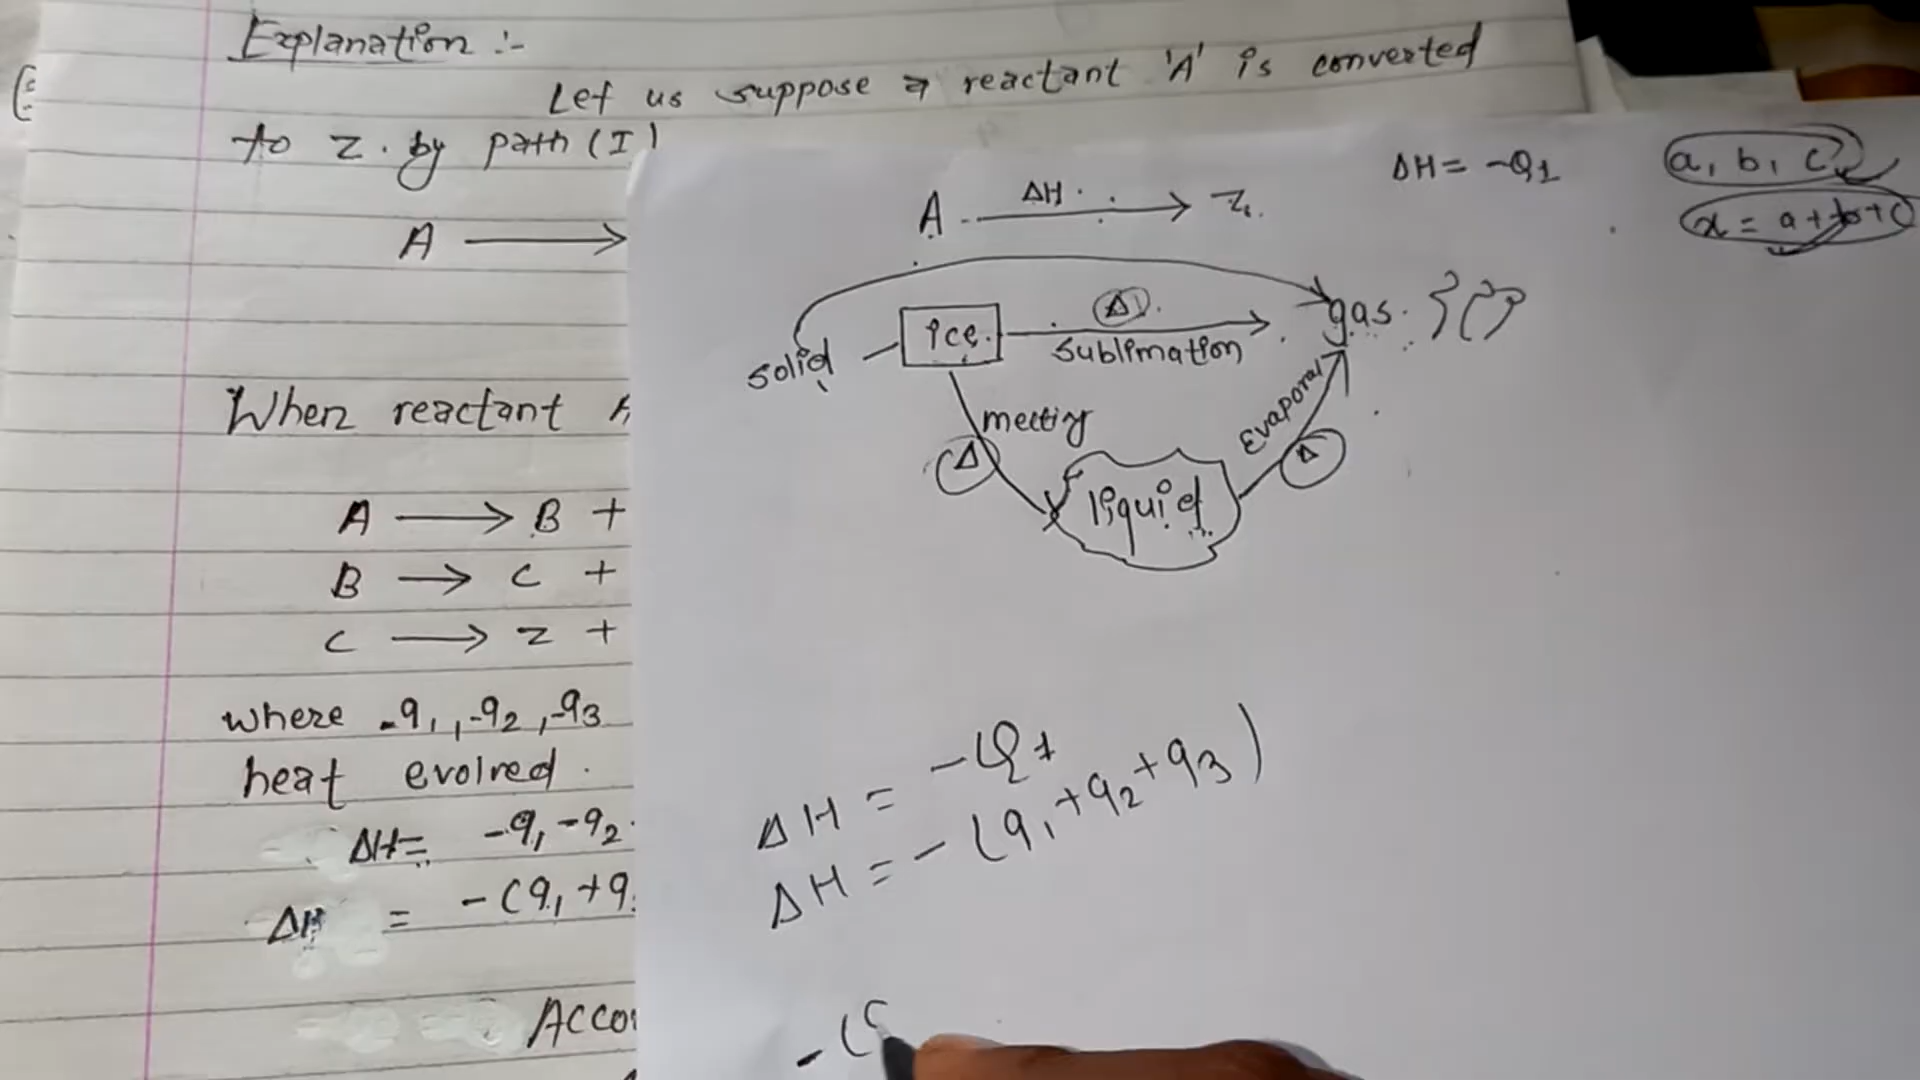 Explanation :-
Let us suppose a reactant 'A' is converted
to z. by path (I)
A ⟶
When reactant
A ⟶ B +
B ⟶ C +
C ⟶ z +
where -q1, -q2, -q3
heat evolved.
ΔH = -q1 - q2
ΔH = - (q1 + q
Acco
A ΔH ⟶ Z
ΔH = -Q1
a, b, c
x = a + b + c
solid – ice Δ ⟶ gas
Sublimation
melting
Δ
Evaporat
Δ
liquid
ΔH = -Q1
ΔH = - (q1 + q2 + q3)
- (